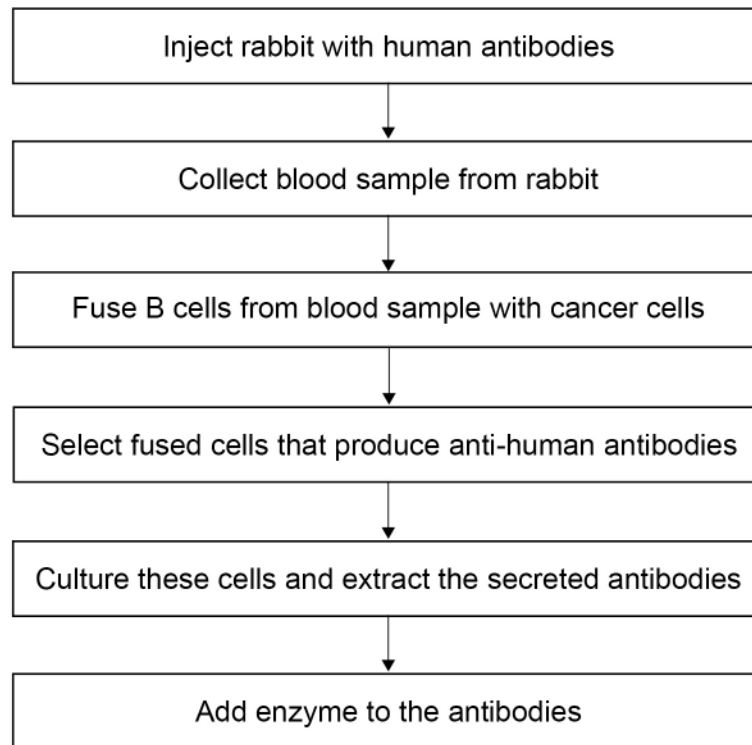 Inject rabbit with human antibodies
Collect blood sample from rabbit
Fuse B cells from blood sample with cancer cells
Select fused cells that produce anti-human antibodies
Culture these cells and extract the secreted antibodies
Add enzyme to the antibodies